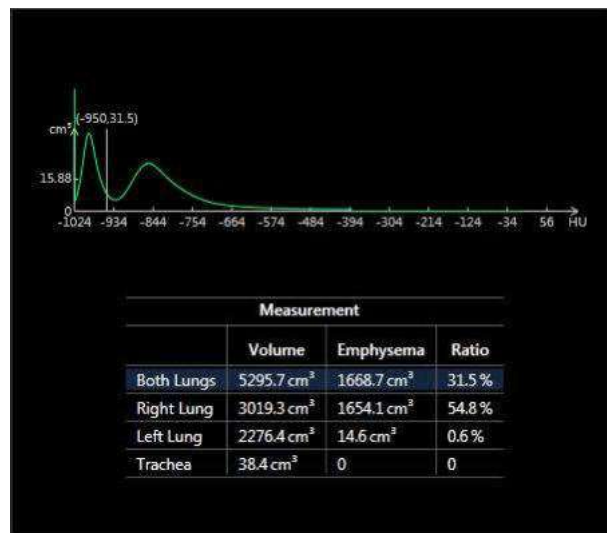 (-950,31.5)
cm³
15.88
0
-1024 -934 -844 -754 -664 -574 -484 -394 -304 -214 -124 -34 56 HU
Measurement
Volume Emphysema Ratio
Both Lungs 5295.7 cm³ 1668.7 cm³ 31.5 %
Right Lung 3019.3 cm³ 1654.1 cm³ 54.8 %
Left Lung 2276.4 cm³ 14.6 cm³ 0.6 %
Trachea 38.4 cm³ 0 0